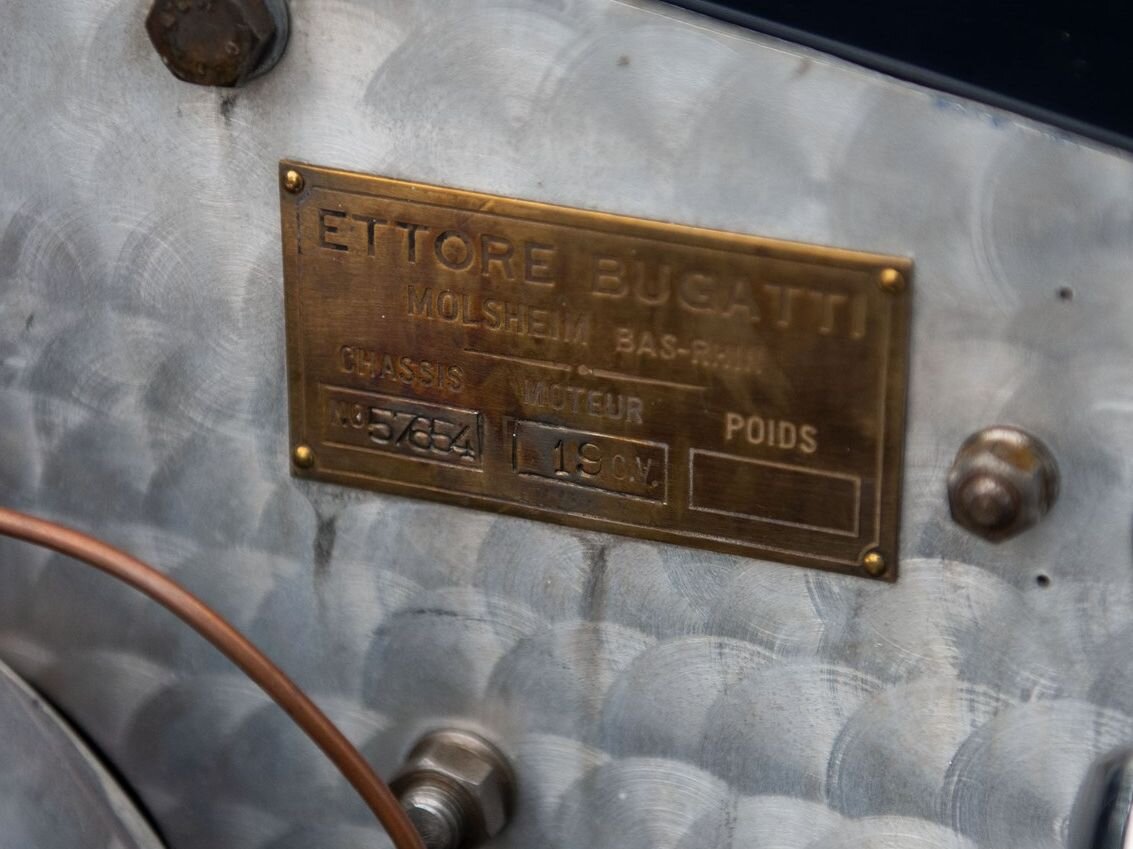 ETTORE BUGATTI
MOLSHEIM BAS-RHIN
CHASSIS MOTEUR POIDS
NO 57654 19 C.V.